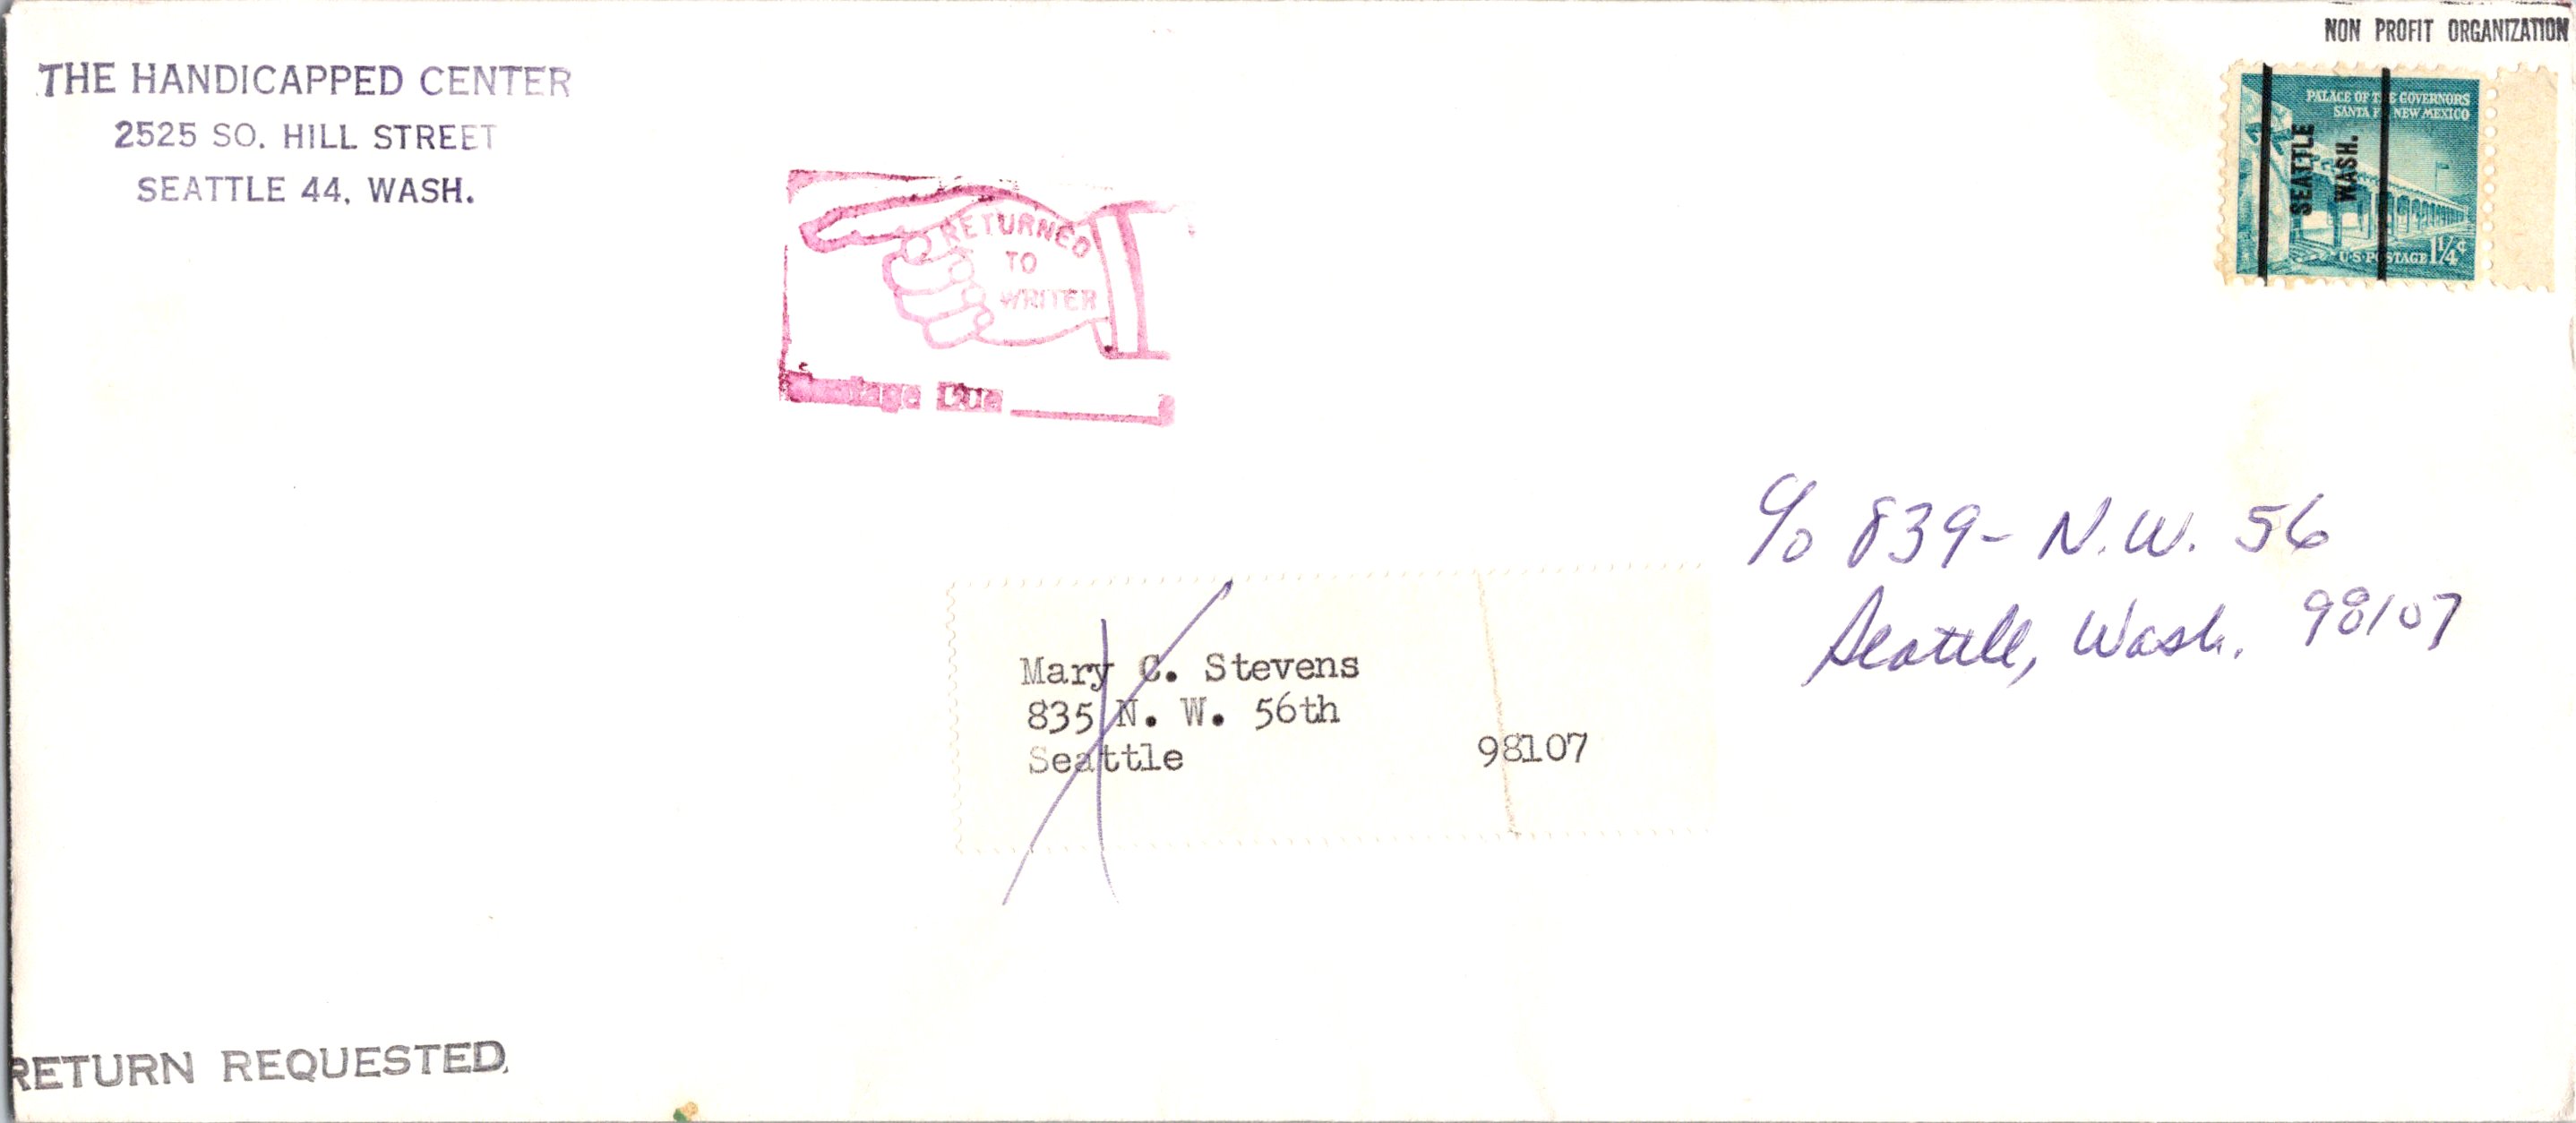 NON PROFIT ORGANIZATION
THE HANDICAPPED CENTER
2525 SO. HILL STREET
SEATTLE 44, WASH.
PALACE OF THE GOVERNORS
SANTA FE NEW MEXICO
SEATTLE
WASH.
U·S·POSTAGE 1¼¢
RETURNED
TO
WRITER
Postage Due
c/o 839- N.W. 56
Seattle, Wash. 98107
Mary C. Stevens
835 N. W. 56th
Seattle 98107
RETURN REQUESTED